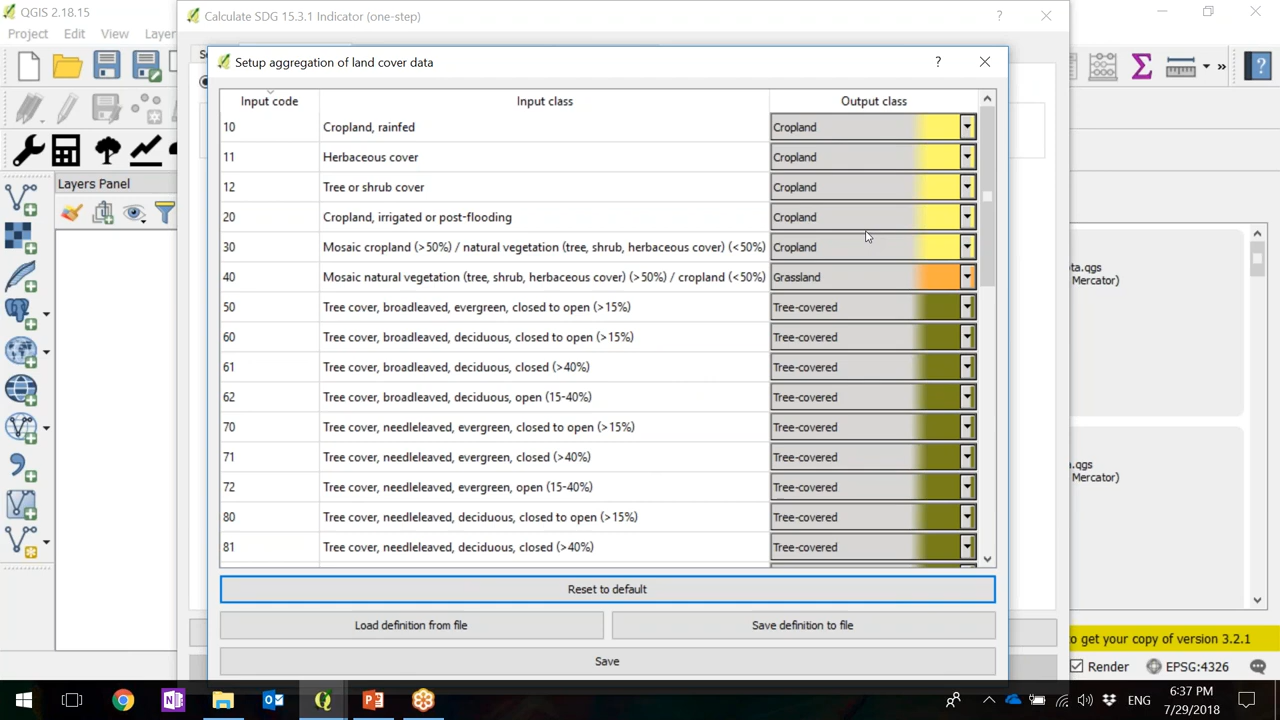 QGIS 2.18.15
Calculate SDG 15.3.1 Indicator (one-step)
Project Edit View Layer
Setup aggregation of land cover data
Input code Input class Output class
10 Cropland, rainfed Cropland
11 Herbaceous cover Cropland
12 Tree or shrub cover Cropland
20 Cropland, irrigated or post-flooding Cropland
30 Mosaic cropland (>50%) / natural vegetation (tree, shrub, herbaceous cover) (<50%) Cropland
40 Mosaic natural vegetation (tree, shrub, herbaceous cover) (>50%) / cropland (<50%) Grassland
50 Tree cover, broadleaved, evergreen, closed to open (>15%) Tree-covered
60 Tree cover, broadleaved, deciduous, closed to open (>15%) Tree-covered
61 Tree cover, broadleaved, deciduous, closed (>40%) Tree-covered
62 Tree cover, broadleaved, deciduous, open (15-40%) Tree-covered
70 Tree cover, needleleaved, evergreen, closed to open (>15%) Tree-covered
71 Tree cover, needleleaved, evergreen, closed (>40%) Tree-covered
72 Tree cover, needleleaved, evergreen, open (15-40%) Tree-covered
80 Tree cover, needleleaved, deciduous, closed to open (>15%) Tree-covered
81 Tree cover, needleleaved, deciduous, closed (>40%) Tree-covered
Reset to default
Load definition from file Save definition to file
Save
Layers Panel
ta.qgs
Mercator)
a.qgs
Mercator)
to get your copy of version 3.2.1
Render EPSG:4326
ENG
6:37 PM
7/29/2018